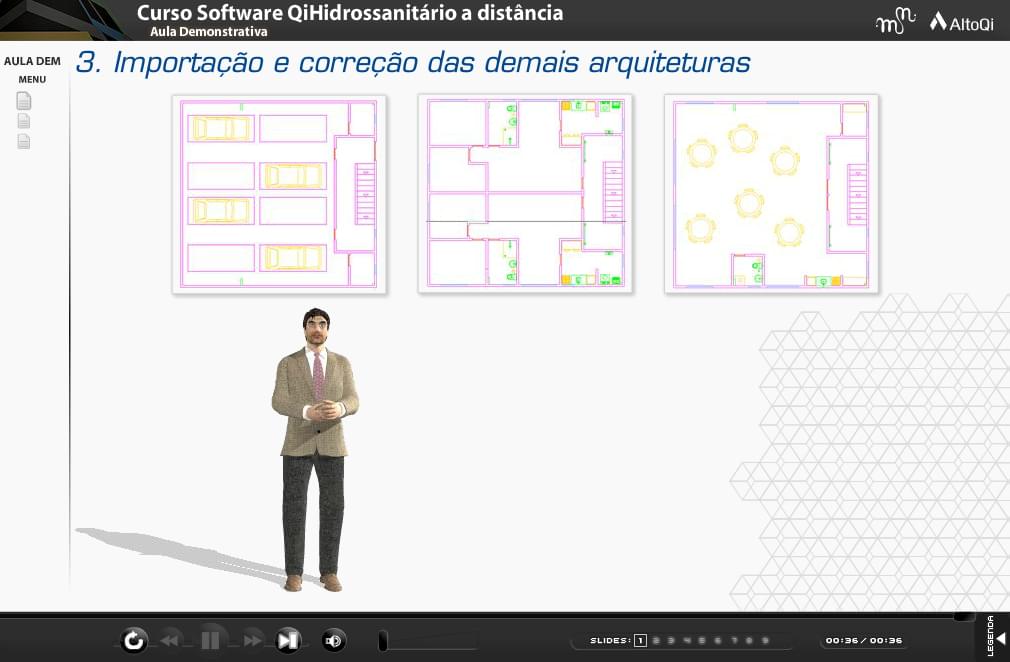 Curso Software QiHidrossanitário a distância
Aula Demonstrativa
AltoQi
AULA DEM
MENU
3. Importação e correção das demais arquiteturas
SLIDES: 1 2 3 4 5 6 7 8 9
00:36 / 00:36
LEGENDA